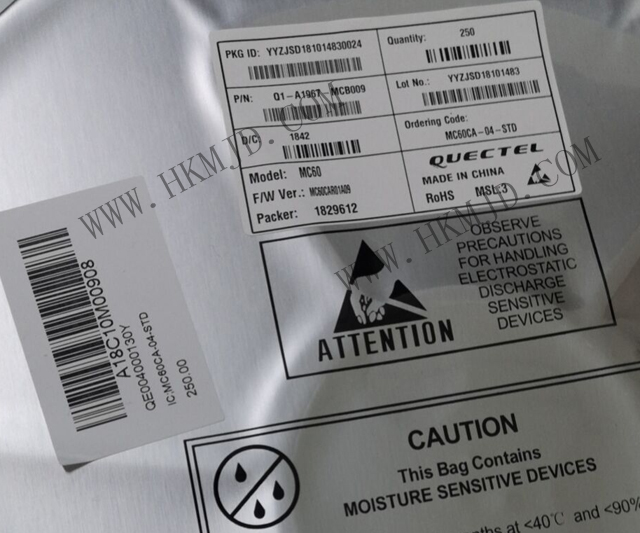 PKG ID: YYZJSD181014830024
Quantity: 250
P/N: Q1-A1967 MCB009
Lot No.: YYZJSD18101483
D/C: 1842
Ordering Code:
MC60CA-04-STD
Model: MC60
QUECTEL
F/W Ver.: MC60CAR01A09
MADE IN CHINA
Packer: 1829612
RoHS MSL:3
WWW.HKMJD.COM
WWW.HKMJD.COM
A18C10M00908
QE00400013OY
IC;MC60CA-04-STD
250.00
ATTENTION
OBSERVE
PRECAUTIONS
FOR HANDLING
ELECTROSTATIC
DISCHARGE
SENSITIVE
DEVICES
CAUTION
This Bag Contains
MOISTURE SENSITIVE DEVICES
at <40℃ and <90%